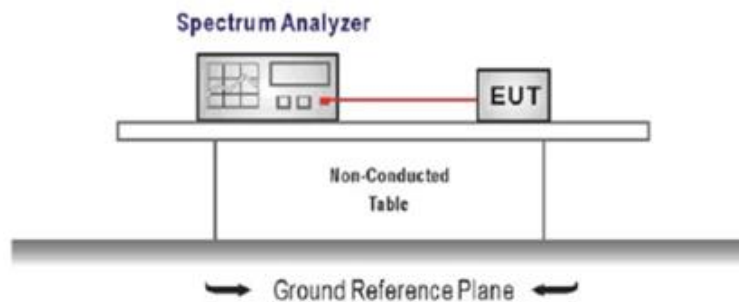 Spectrum Analyzer
EUT
Non-Conducted
Table
Ground Reference Plane